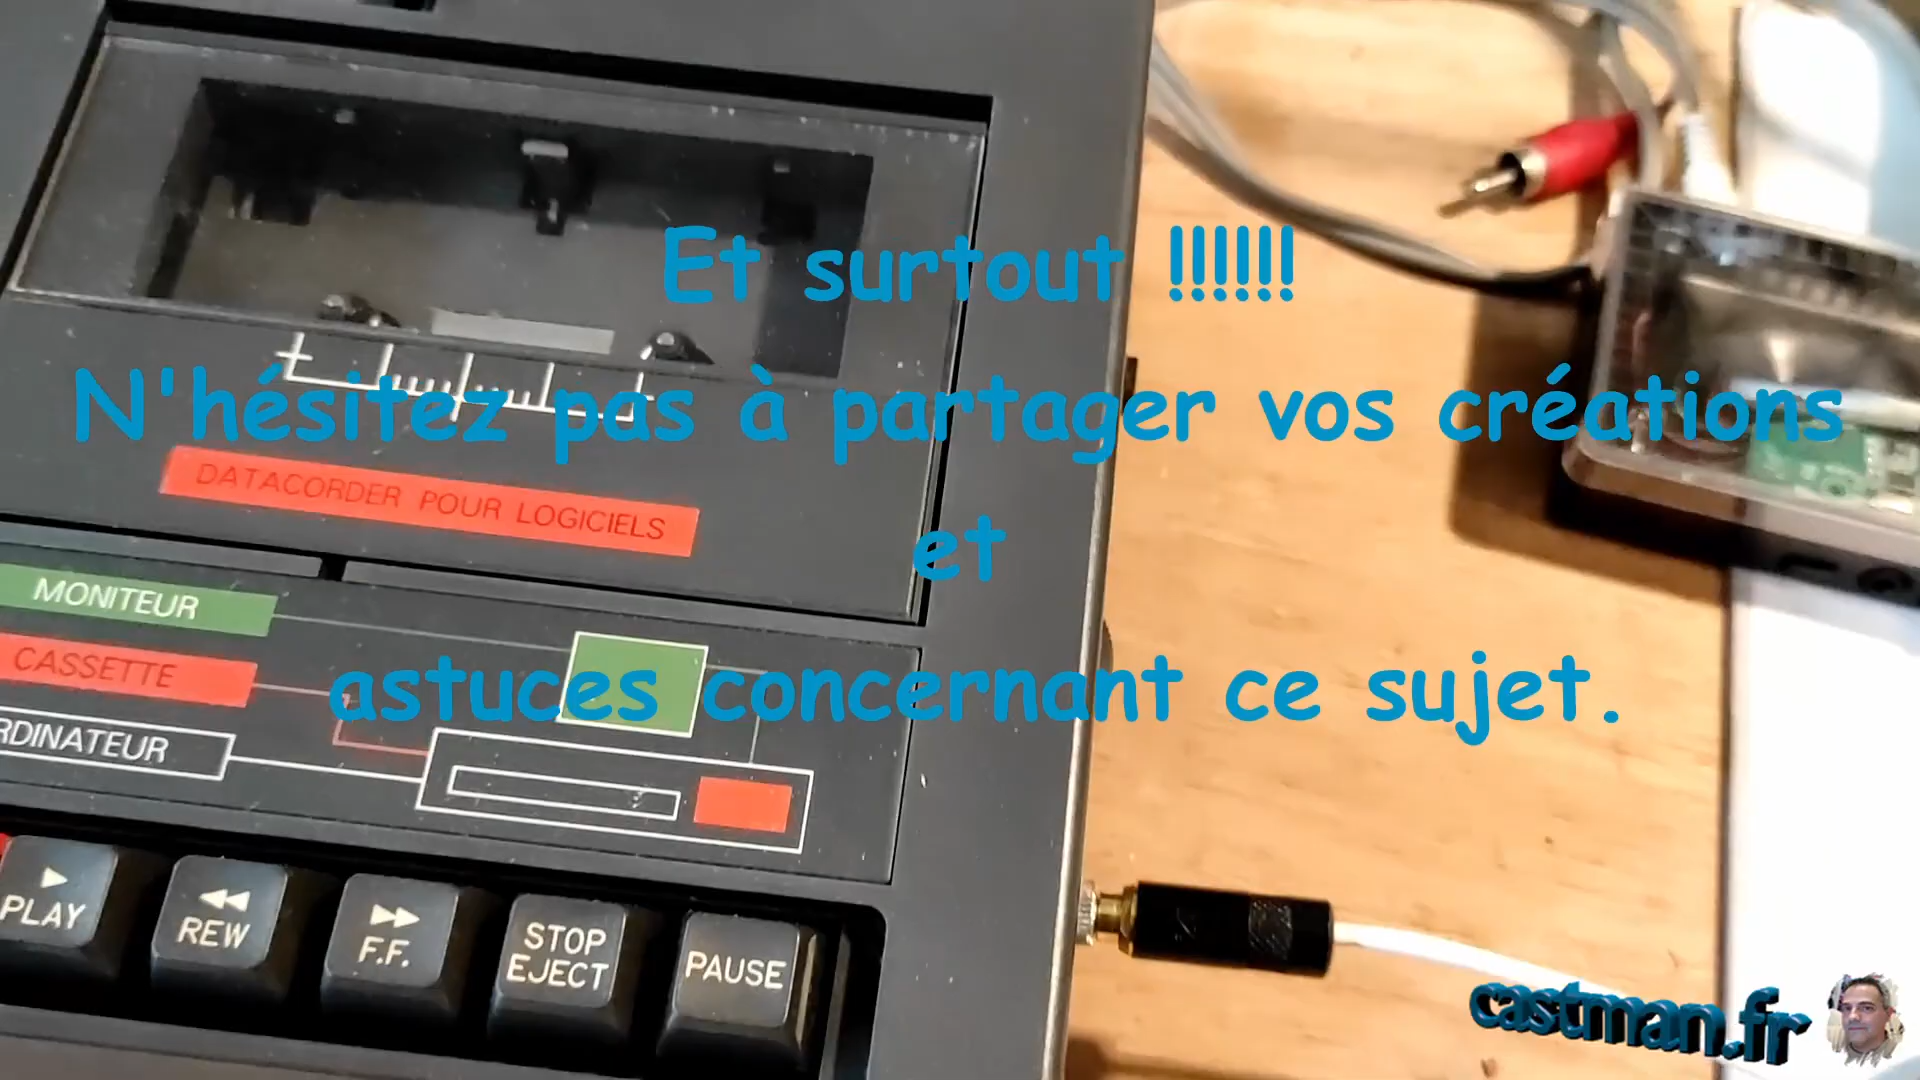 Et surtout !!!!!!
N'hésitez pas à partager vos créations
et
astuces concernant ce sujet.
DATACORDER POUR LOGICIELS
MONITEUR
CASSETTE
PLAY
REW
F.F.
STOP
EJECT
PAUSE
castman.fr